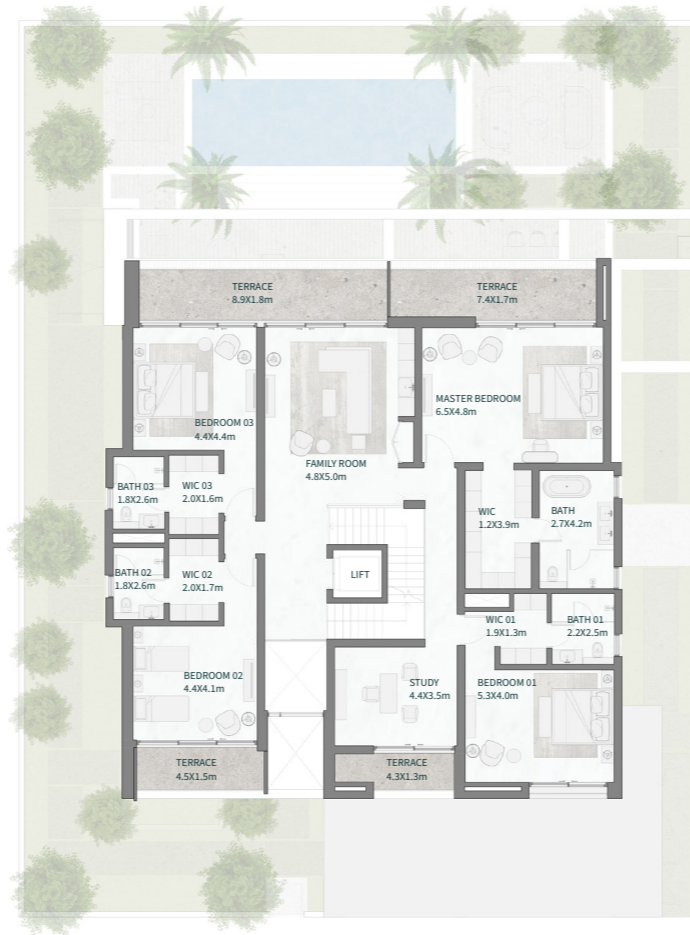 TERRACE
8.9X1.8m
TERRACE
7.4X1.7m
BEDROOM 03
4.4X4.4m
FAMILY ROOM
4.8X5.0m
MASTER BEDROOM
6.5X4.8m
BATH 03
1.8X2.6m
WIC 03
2.0X1.6m
WIC
1.2X3.9m
BATH
2.7X4.2m
BATH 02
1.8X2.6m
WIC 02
2.0X1.7m
LIFT
WIC 01
1.9X1.3m
BATH 01
2.2X2.5m
BEDROOM 02
4.4X4.1m
STUDY
4.4X3.5m
BEDROOM 01
5.3X4.0m
TERRACE
4.5X1.5m
TERRACE
4.3X1.3m